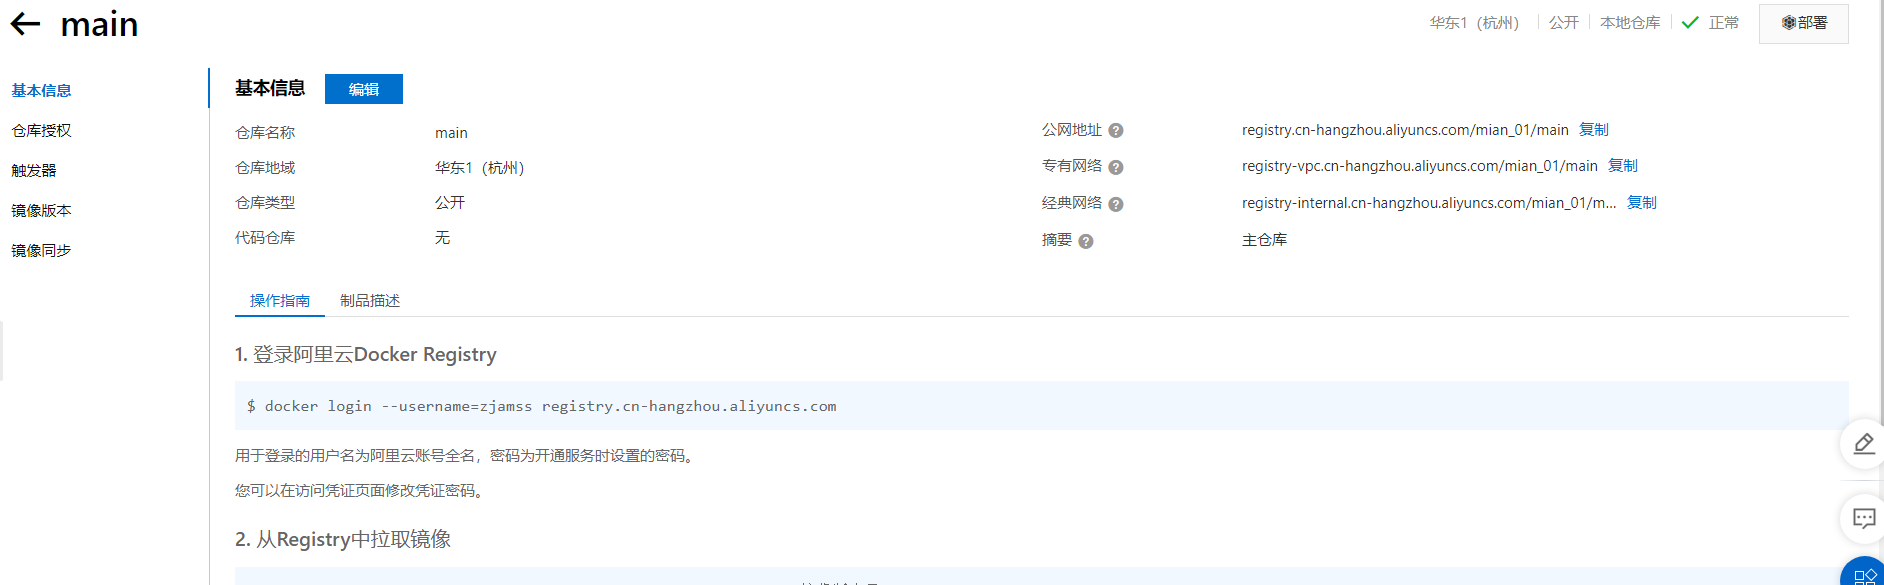 main
华东1（杭州）
公开
本地仓库
正常
部署
基本信息
仓库授权
触发器
镜像版本
镜像同步
基本信息 编辑
仓库名称 main
仓库地域 华东1（杭州）
仓库类型 公开
代码仓库 无
公网地址 registry.cn-hangzhou.aliyuncs.com/mian_01/main 复制
专有网络 registry-vpc.cn-hangzhou.aliyuncs.com/mian_01/main 复制
经典网络 registry-internal.cn-hangzhou.aliyuncs.com/mian_01/m... 复制
摘要 主仓库
操作指南 制品描述
1. 登录阿里云Docker Registry
$ docker login --username=zjamss registry.cn-hangzhou.aliyuncs.com
用于登录的用户名为阿里云账号全名，密码为开通服务时设置的密码。
您可以在访问凭证页面修改凭证密码。
2. 从Registry中拉取镜像